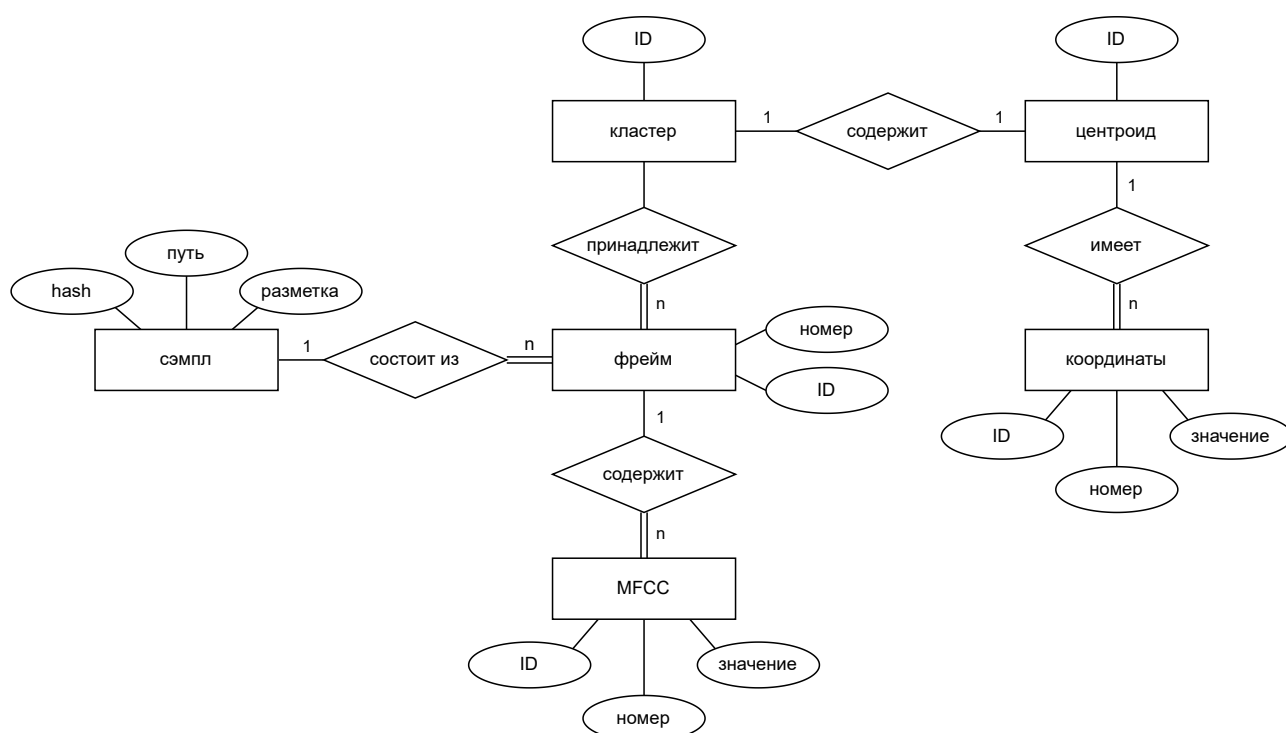 ID
ID
кластер
1
содержит
1
центроид
1
принадлежит
имеет
путь
hash
разметка
n
n
номер
сэмпл
1
состоит из
n
фрейм
координаты
ID
1
ID
значение
содержит
номер
n
MFCC
ID
значение
номер